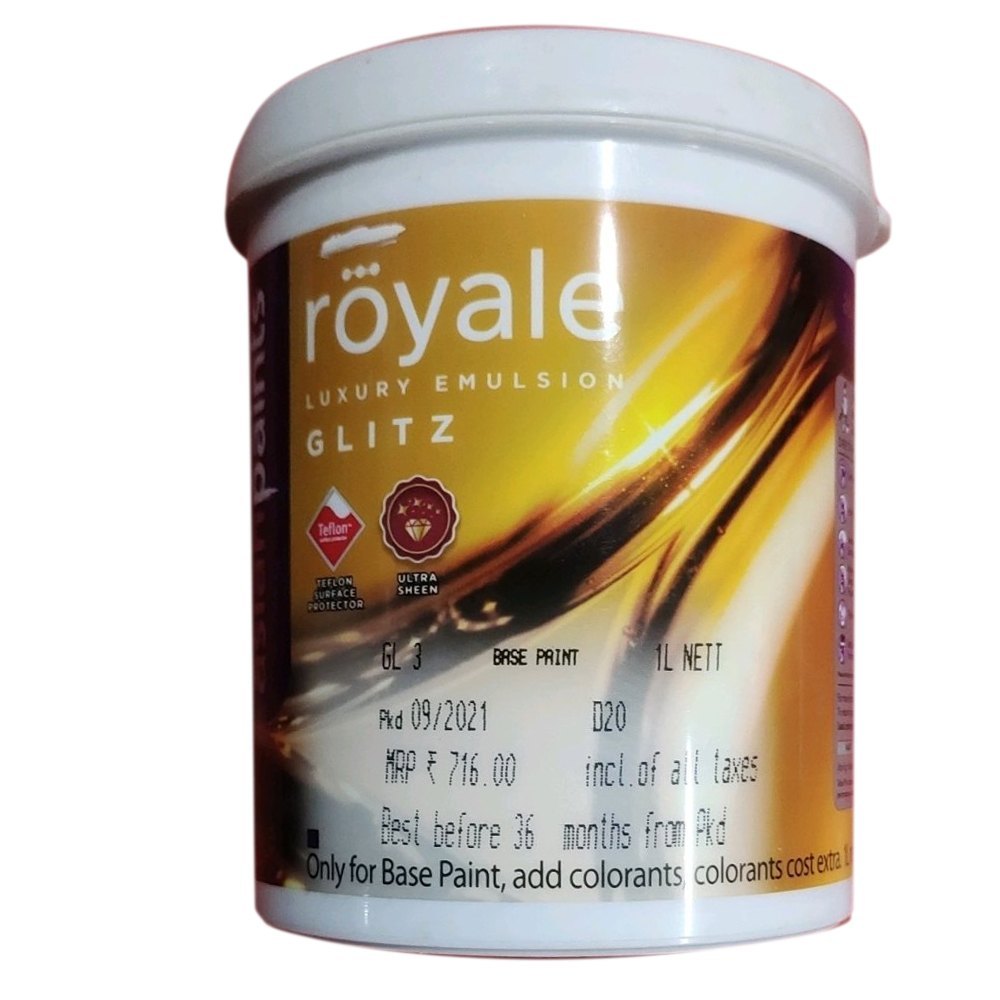 röyale
LUXURY EMULSION
GLITZ
Teflon™
TEFLON
SURFACE
PROTECTOR
ULTRA
SHEEN
paints
GL 3 BASE PAINT 1L NETT
Pkd 09/2021 D20
MRP ₹ 716.00 incl.of all taxes
Best before 36 months from Pkd
Only for Base Paint, add colorants, colorants cost extra.